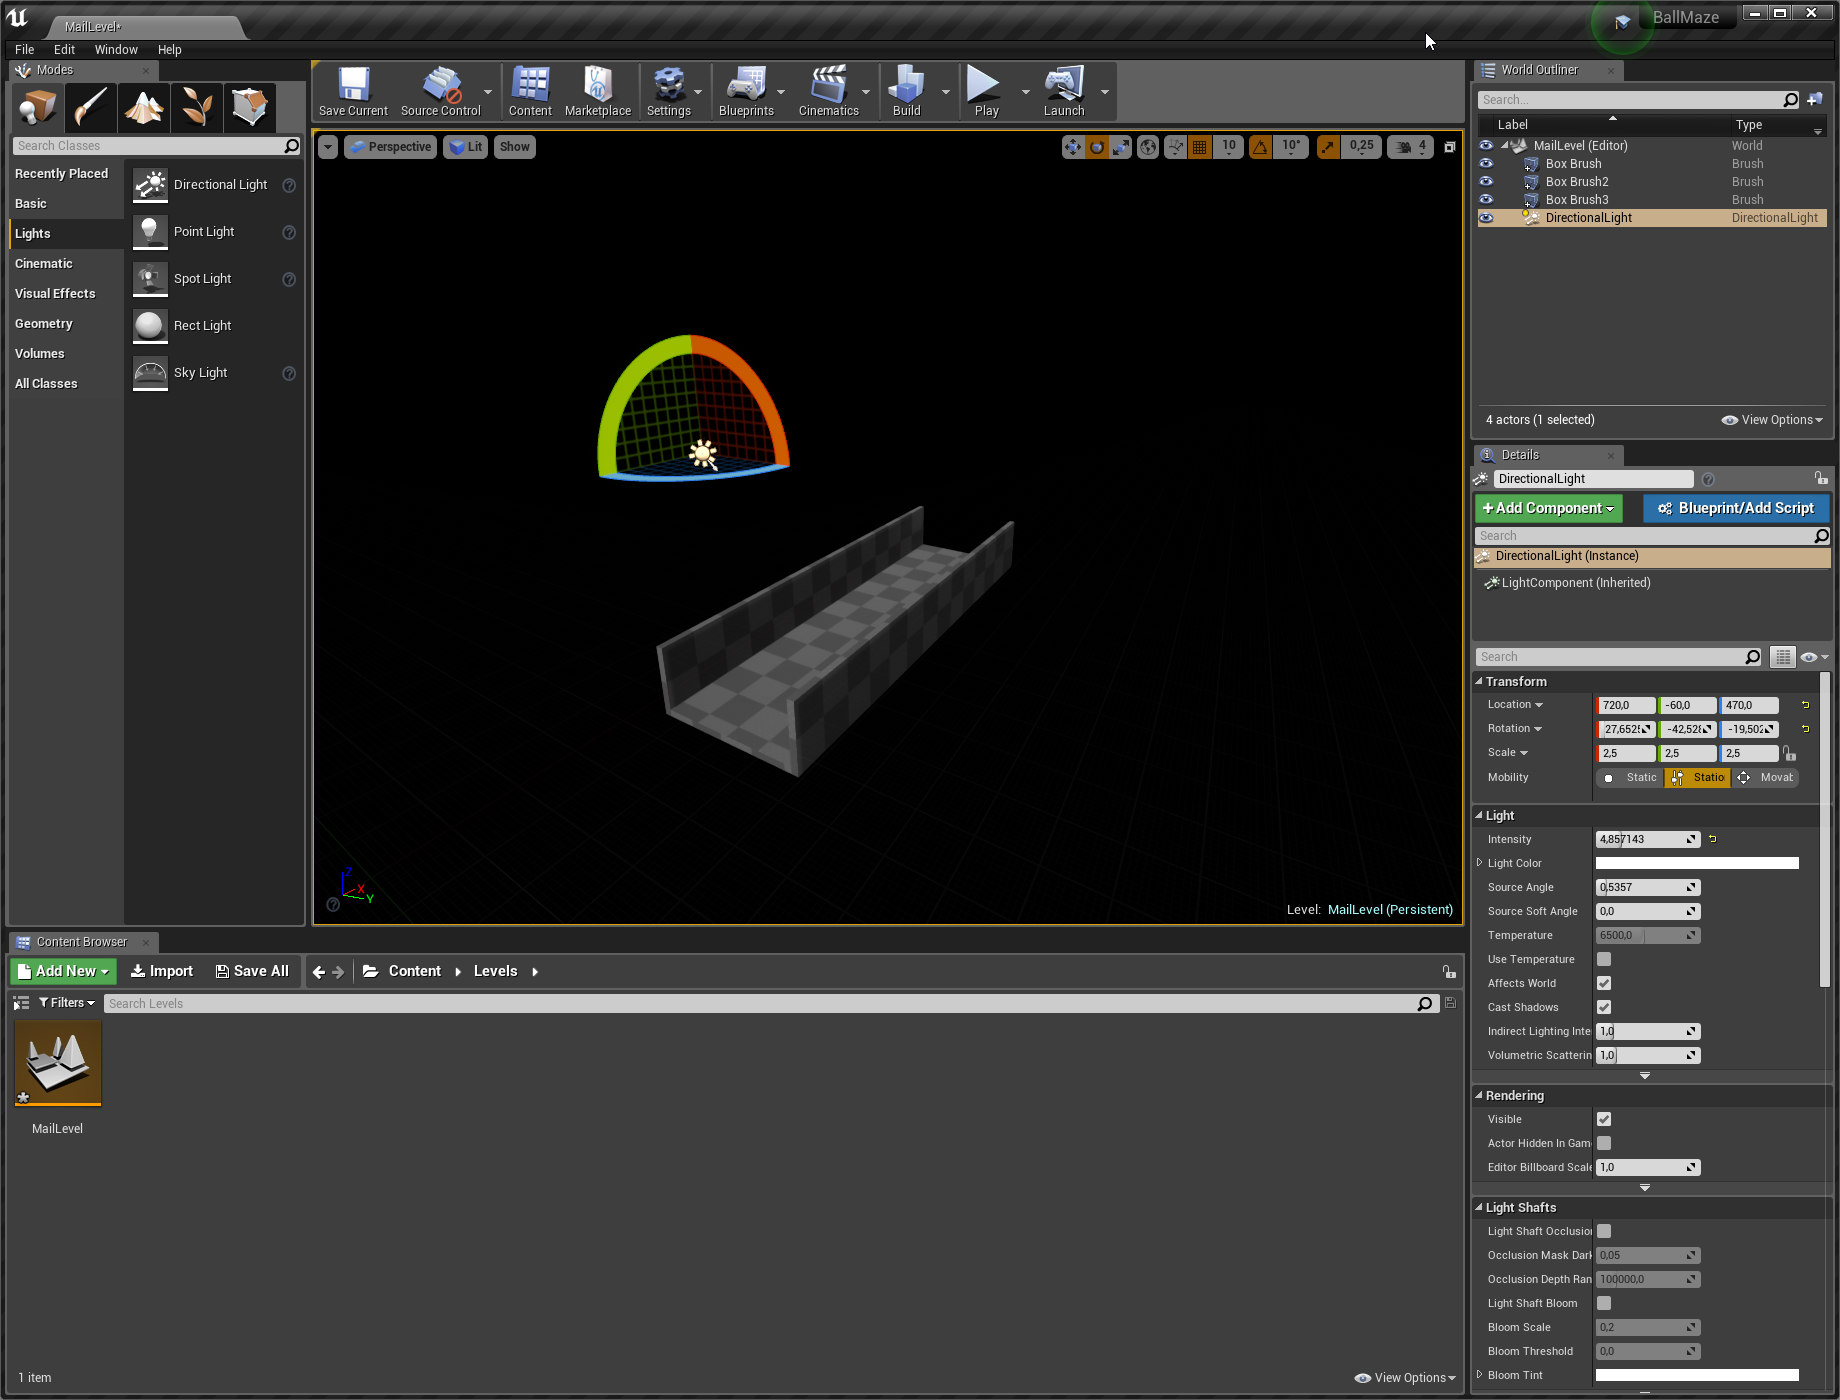 MailLevel*
BallMaze
File Edit Window Help
Modes
Search Classes
Recently Placed
Basic
Lights
Cinematic
Visual Effects
Geometry
Volumes
All Classes
Directional Light
Point Light
Spot Light
Rect Light
Sky Light
Save Current
Source Control
Content
Marketplace
Settings
Blueprints
Cinematics
Build
Play
Launch
Perspective
Lit
Show
10
10°
0,25
4
Z
X
Y
Level: MailLevel (Persistent)
World Outliner
Search...
Label Type
MailLevel (Editor) World
Box Brush Brush
Box Brush2 Brush
Box Brush3 Brush
DirectionalLight DirectionalLight
4 actors (1 selected)
View Options
Details
DirectionalLight
+Add Component
Blueprint/Add Script
Search
DirectionalLight (Instance)
LightComponent (Inherited)
Search
Transform
Location 720,0 -60,0 470,0
Rotation -42,528 -19,502
Scale 2,5 2,5 2,5
Mobility Static Statio Movab
Light
Intensity 4,857143
Light Color
Source Angle 0,5357
Source Soft Angle 0,0
Temperature 6500,0
Use Temperature
Affects World
Cast Shadows
Indirect Lighting Inte 1,0
Volumetric Scatterin 1,0
Rendering
Visible
Actor Hidden In Gam
Editor Billboard Scale 1,0
Light Shafts
Light Shaft Occlusion
Occlusion Mask Dark 0,05
Occlusion Depth Ran 100000,0
Light Shaft Bloom
Bloom Scale 0,2
Bloom Threshold 0,0
Bloom Tint
Content Browser
Add New
Import
Save All
Content
Levels
Filters
Search Levels
MailLevel
1 item
View Options